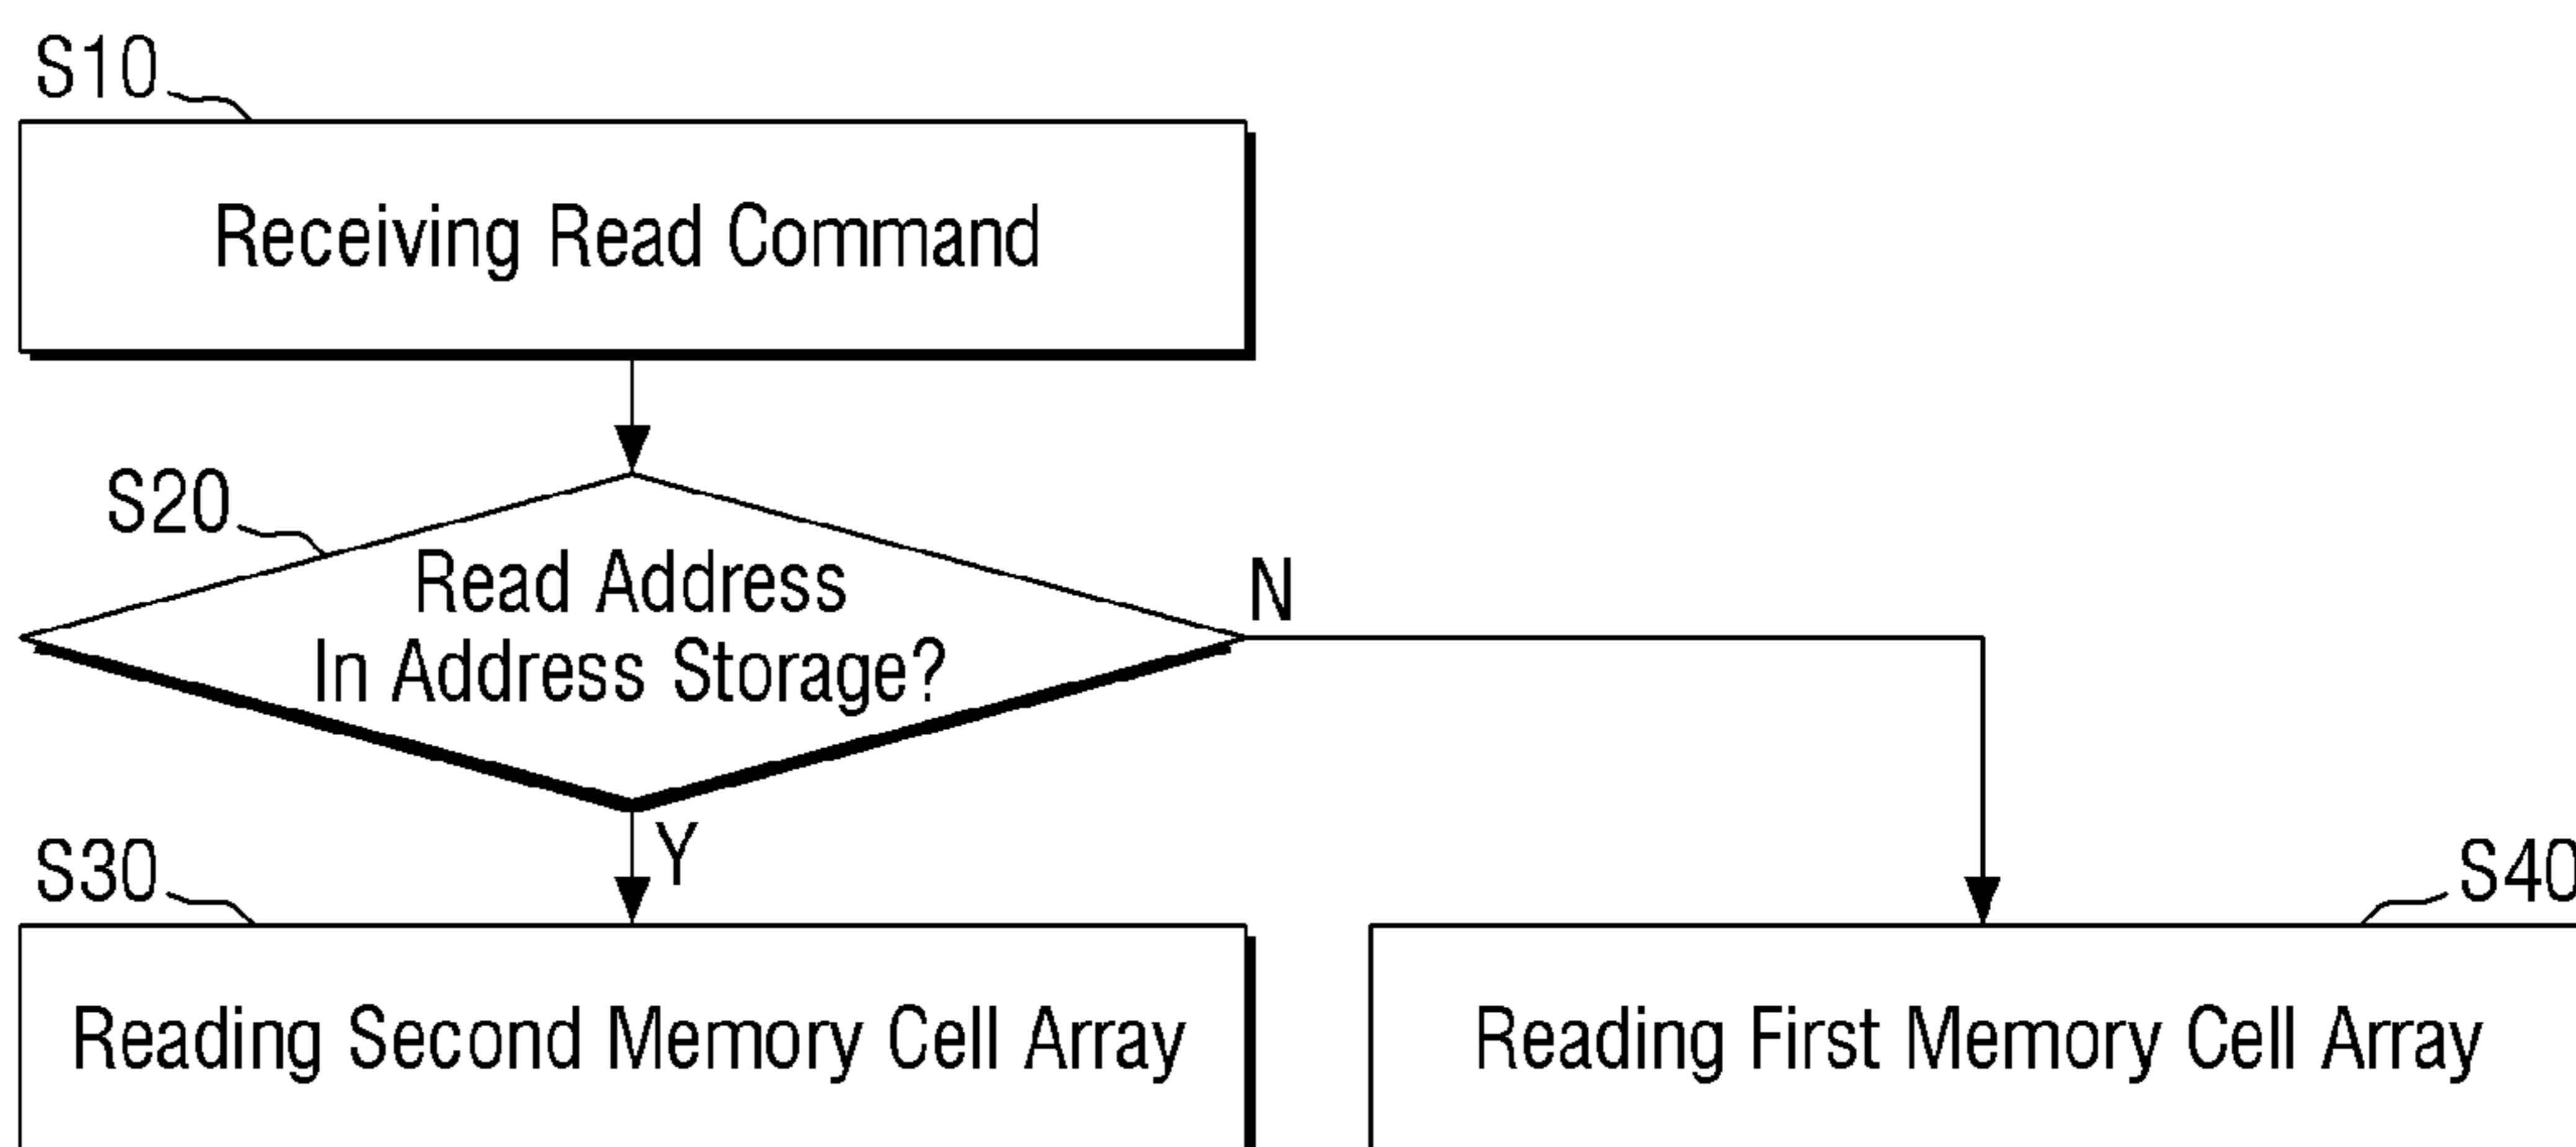 S10
Receiving Read Command
S20
Read Address
In Address Storage?
N
Y
S30
S40
Reading Second Memory Cell Array
Reading First Memory Cell Array